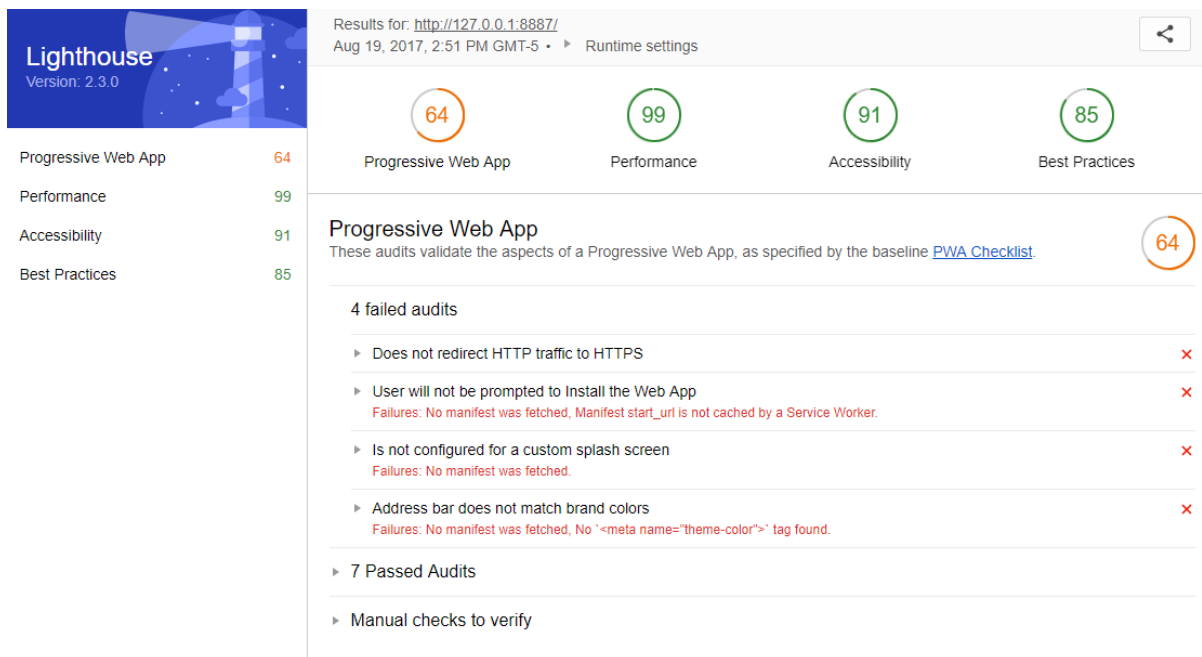 Lighthouse
Version: 2.3.0
Progressive Web App 64
Performance 99
Accessibility 91
Best Practices 85
Results for: http://127.0.0.1:8887/
Aug 19, 2017, 2:51 PM GMT-5 • Runtime settings
64 99 91 85
Progressive Web App Performance Accessibility Best Practices
Progressive Web App
These audits validate the aspects of a Progressive Web App, as specified by the baseline PWA Checklist.
64
4 failed audits
Does not redirect HTTP traffic to HTTPS
User will not be prompted to Install the Web App
Failures: No manifest was fetched, Manifest start_url is not cached by a Service Worker.
Is not configured for a custom splash screen
Failures: No manifest was fetched.
Address bar does not match brand colors
Failures: No manifest was fetched, No `<meta name="theme-color">` tag found.
7 Passed Audits
Manual checks to verify